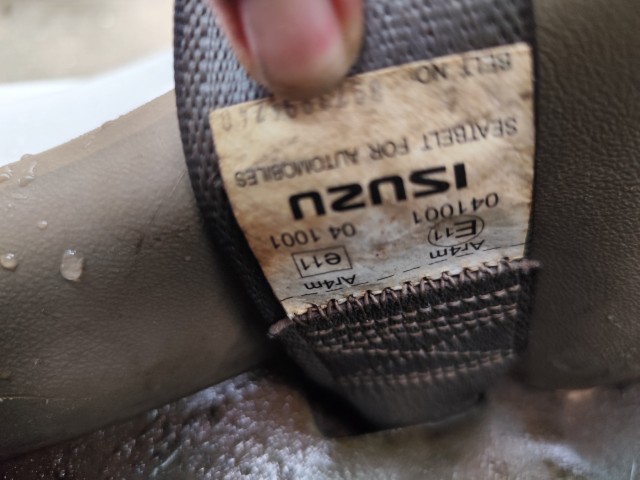 BELT NO.
SEATBELT FOR AUTOMOBILES
ISUZU
041001 04 1001
E11 e11
Ar4m Ar4m